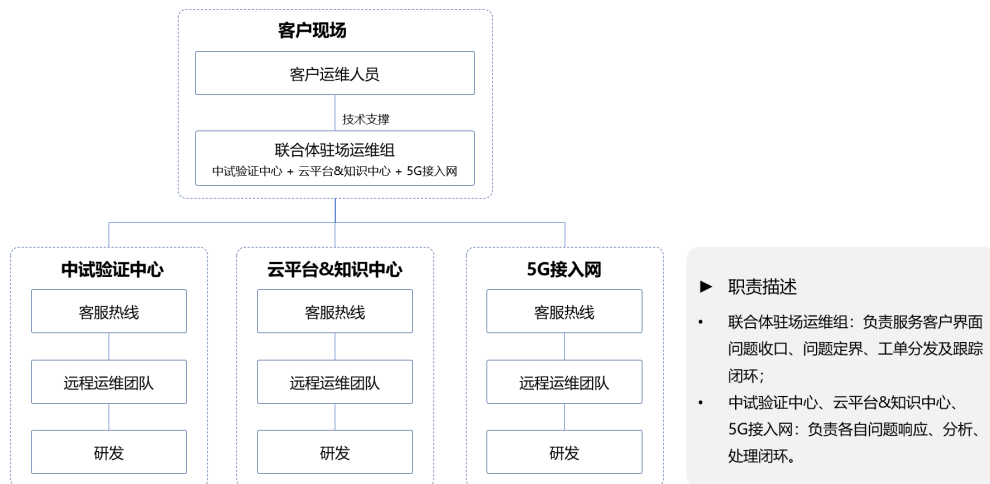 客户现场
客户运维人员
技术支撑
联合体驻场运维组
中试验证中心 + 云平台&知识中心 + 5G接入网
中试验证中心
客服热线
远程运维团队
研发
云平台&知识中心
客服热线
远程运维团队
研发
5G接入网
客服热线
远程运维团队
研发
► 职责描述
• 联合体驻场运维组：负责服务客户界面
问题收口、问题定界、工单分发及跟踪
闭环；
• 中试验证中心、云平台&知识中心、
5G接入网：负责各自问题响应、分析、
处理闭环。